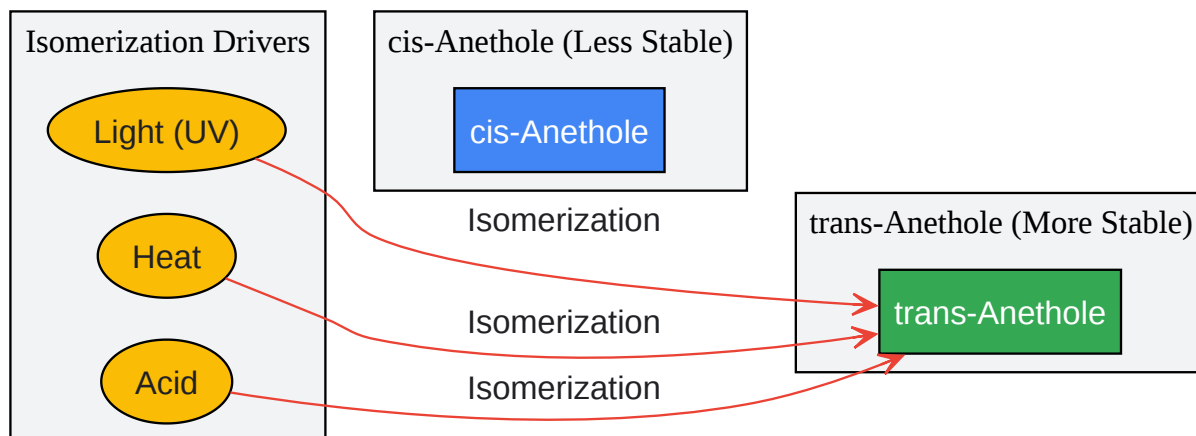 Isomerization Drivers
Light (UV)
Heat
Acid
cis-Anethole (Less Stable)
cis-Anethole
Isomerization
Isomerization
Isomerization
trans-Anethole (More Stable)
trans-Anethole